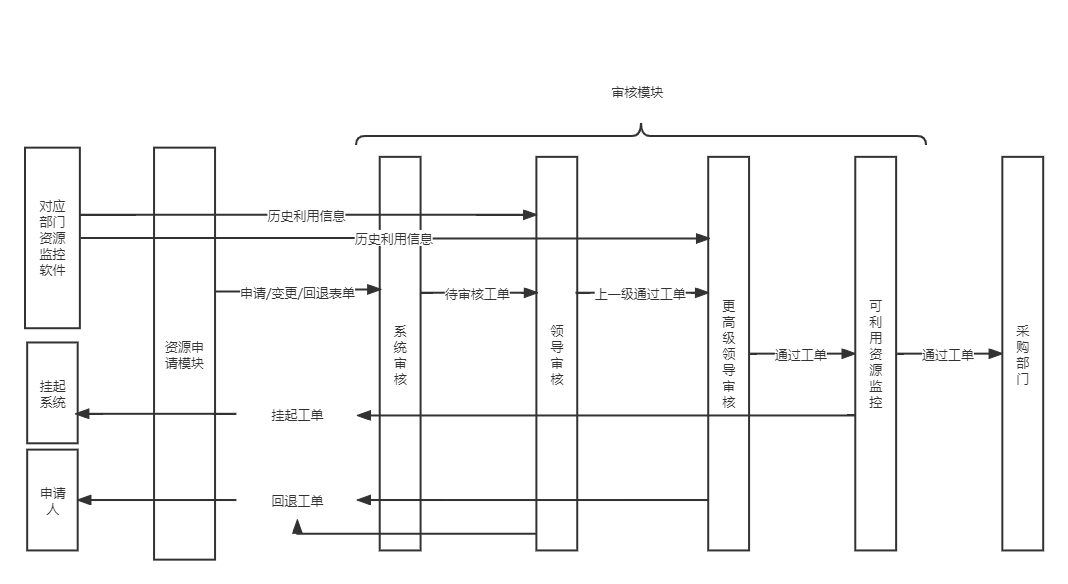 审核模块
对应
部门
资源
监控
软件
历史利用信息
历史利用信息
申请/变更/回退表单
待审核工单
上一级通过工单
资源申
请模块
系
统
审
核
领
导
审
核
更
高
级
领
导
审
核
通过工单
可
利
用
资
源
监
控
通过工单
采
购
部
门
挂起
系统
挂起工单
申请
人
回退工单